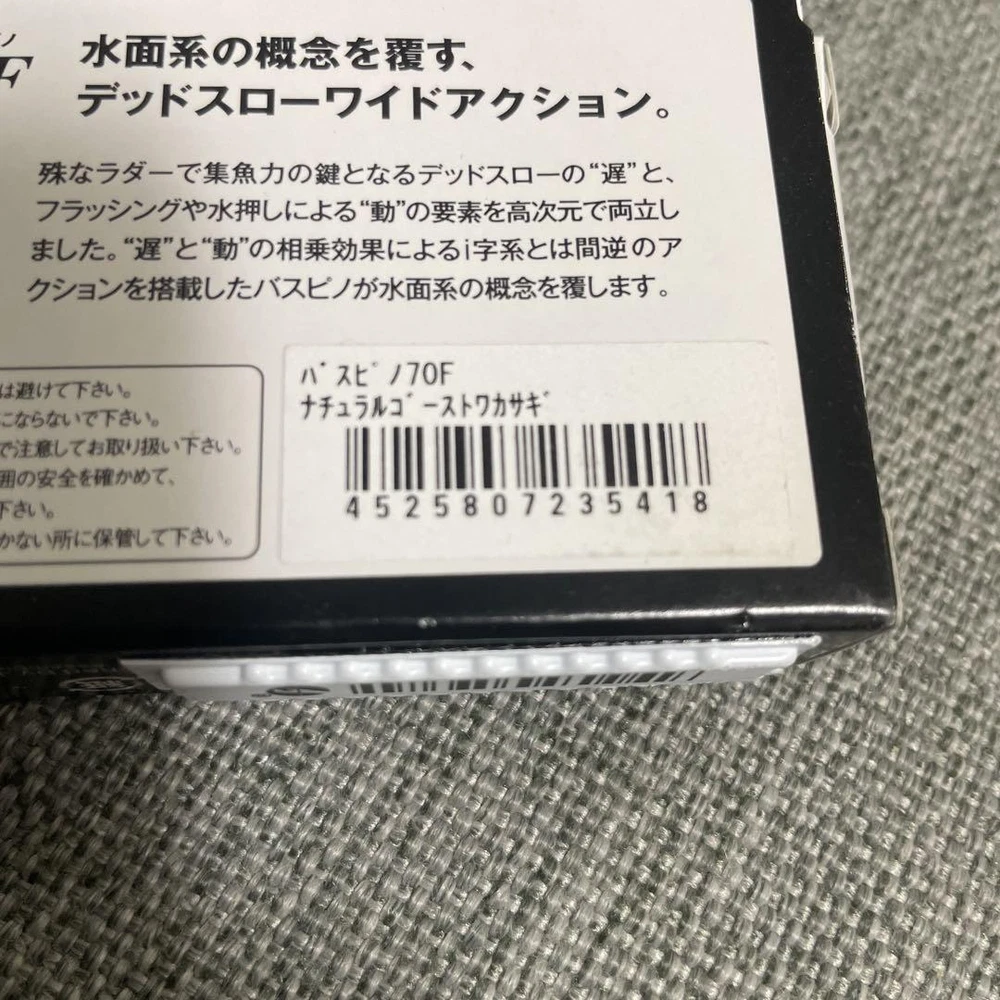 ノ
F
水面系の概念を覆す、
デッドスローワイドアクション。
殊なラダーで集魚力の鍵となるデッドスローの“遅”と、
フラッシングや水押しによる“動”の要素を高次元で両立し
ました。“遅”と“動”の相乗効果によるi字系とは間逆のア
クションを搭載したバスピノが水面系の概念を覆します。
は避けて下さい。
にならないで下さい。
で注意してお取り扱い下さい。
囲の安全を確かめて、
下さい。
かない所に保管して下さい。
ﾊﾞｽﾋﾟﾉ70F
ﾅﾁｭﾗﾙｺﾞｰｽﾄﾜｶｻｷﾞ
4525807235418